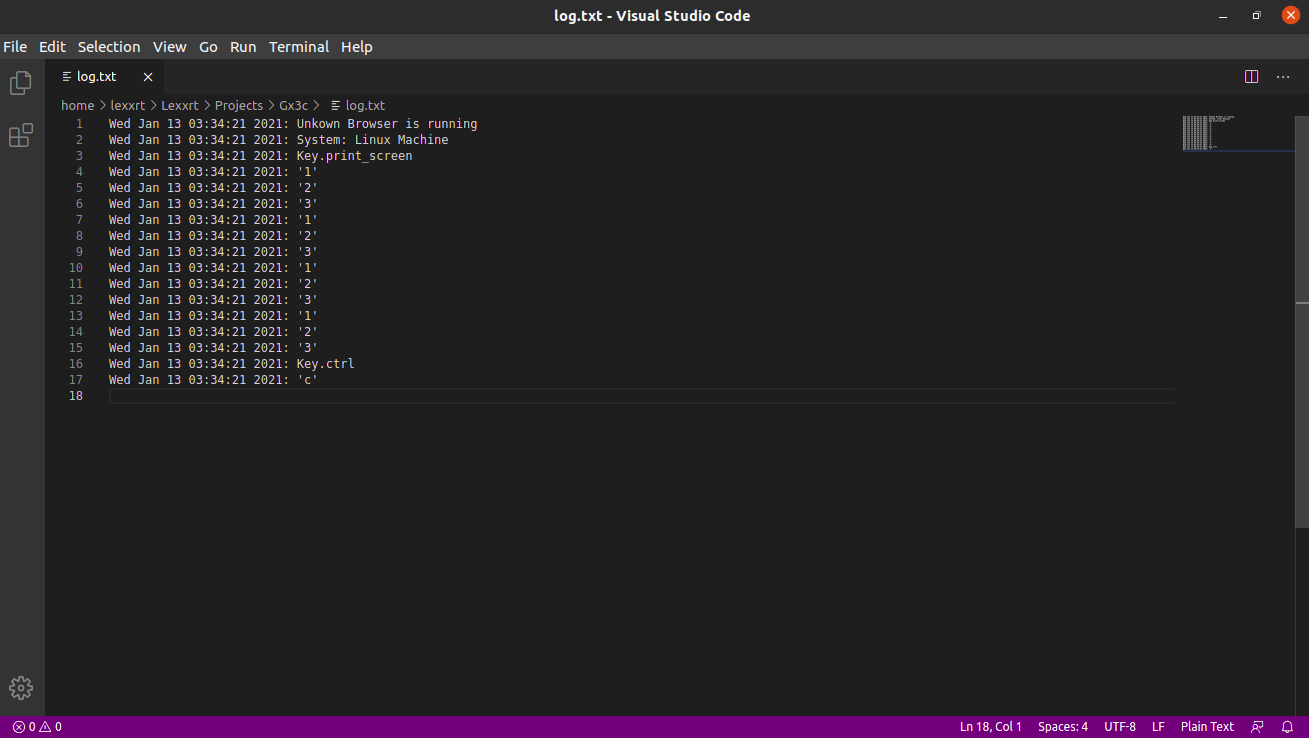 log.txt - Visual Studio Code
File Edit Selection View Go Run Terminal Help
log.txt
home > lexxrt > Lexxrt > Projects > Gx3c > log.txt
1 Wed Jan 13 03:34:21 2021: Unkown Browser is running
2 Wed Jan 13 03:34:21 2021: System: Linux Machine
3 Wed Jan 13 03:34:21 2021: Key.print_screen
4 Wed Jan 13 03:34:21 2021: '1'
5 Wed Jan 13 03:34:21 2021: '2'
6 Wed Jan 13 03:34:21 2021: '3'
7 Wed Jan 13 03:34:21 2021: '1'
8 Wed Jan 13 03:34:21 2021: '2'
9 Wed Jan 13 03:34:21 2021: '3'
10 Wed Jan 13 03:34:21 2021: '1'
11 Wed Jan 13 03:34:21 2021: '2'
12 Wed Jan 13 03:34:21 2021: '3'
13 Wed Jan 13 03:34:21 2021: '1'
14 Wed Jan 13 03:34:21 2021: '2'
15 Wed Jan 13 03:34:21 2021: '3'
16 Wed Jan 13 03:34:21 2021: Key.ctrl
17 Wed Jan 13 03:34:21 2021: 'c'
18
0 0 Ln 18, Col 1 Spaces: 4 UTF-8 LF Plain Text